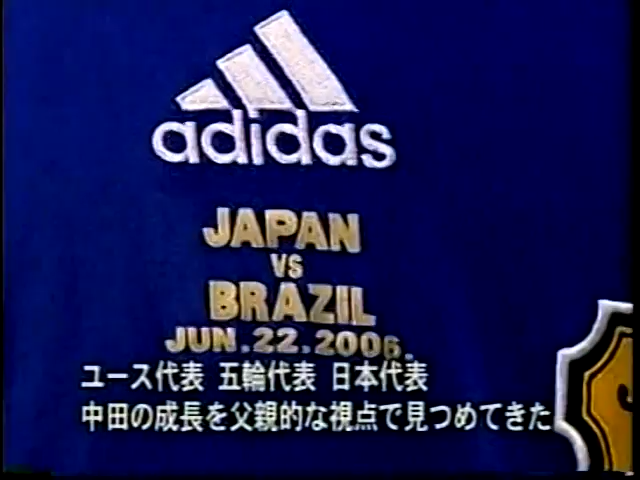 adidas
JAPAN
VS
BRAZIL
JUN.22.2006.
ユース代表 五輪代表 日本代表
中田の成長を父親的な視点で見つめてきた